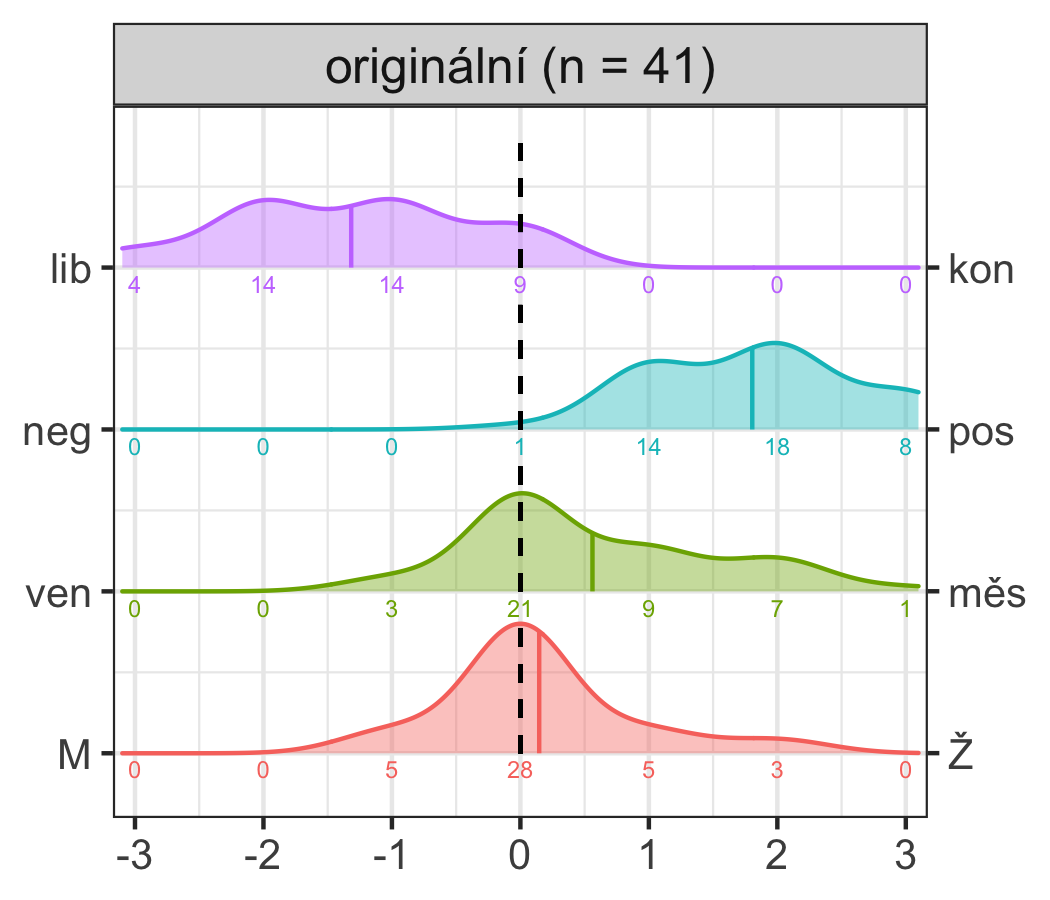 originální (n = 41)
lib kon
4 14 14 9 0 0 0
neg pos
0 0 0 1 14 18 8
ven měs
0 0 3 21 9 7 1
M Ž
0 0 5 28 5 3 0
-3 -2 -1 0 1 2 3